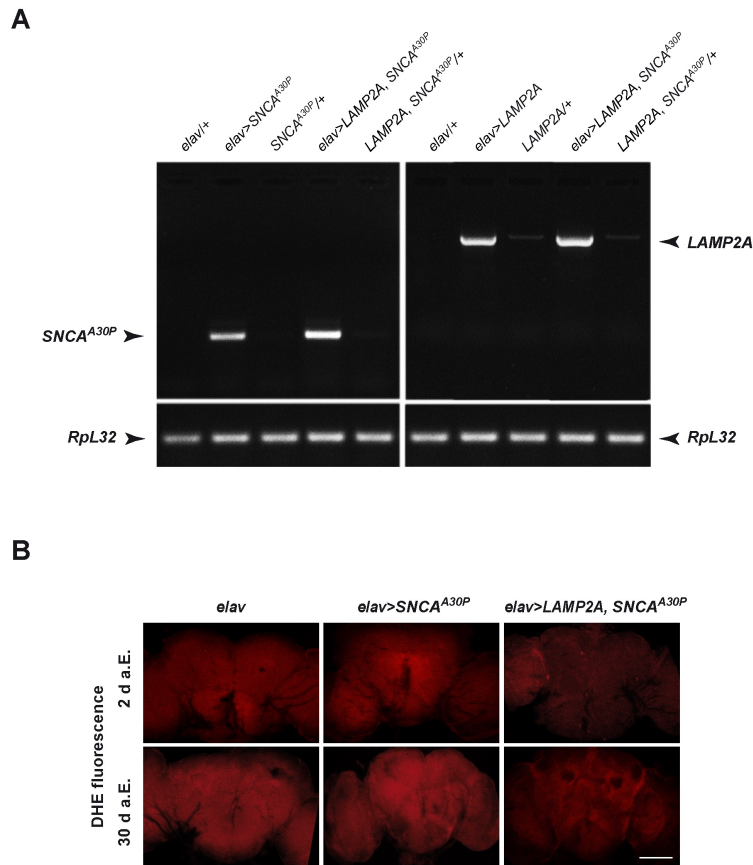 A
elav/+
elav>SNCA^A30P
SNCA^A30P/+
elav>LAMP2A, SNCA^A30P
LAMP2A, SNCA^A30P/+
elav/+
elav>LAMP2A
LAMP2A/+
elav>LAMP2A, SNCA^A30P
LAMP2A, SNCA^A30P/+
LAMP2A
SNCA^A30P
RpL32
RpL32
B
elav
elav>SNCA^A30P
elav>LAMP2A, SNCA^A30P
DHE fluorescence
2 d a.E.
30 d a.E.